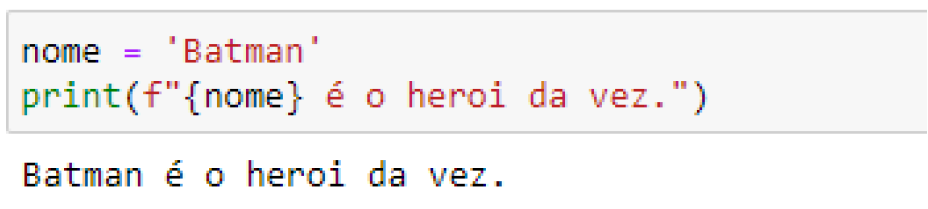 nome = 'Batman'
print(f"{nome} é o heroi da vez.")
Batman é o heroi da vez.